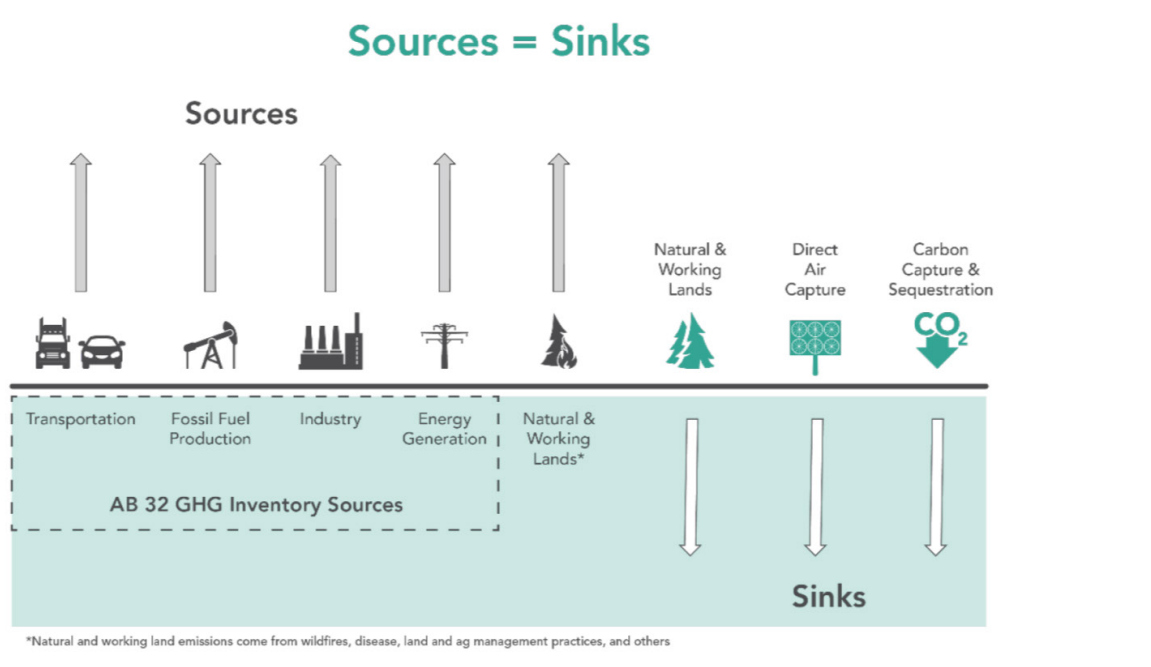 Sources = Sinks
Sources
Natural &
Working
Lands
Direct
Air
Capture
Carbon
Capture &
Sequestration
CO2
Transportation
Fossil Fuel
Production
Industry
Energy
Generation
Natural &
Working
Lands*
AB 32 GHG Inventory Sources
Sinks
*Natural and working land emissions come from wildfires, disease, land and ag management practices, and others